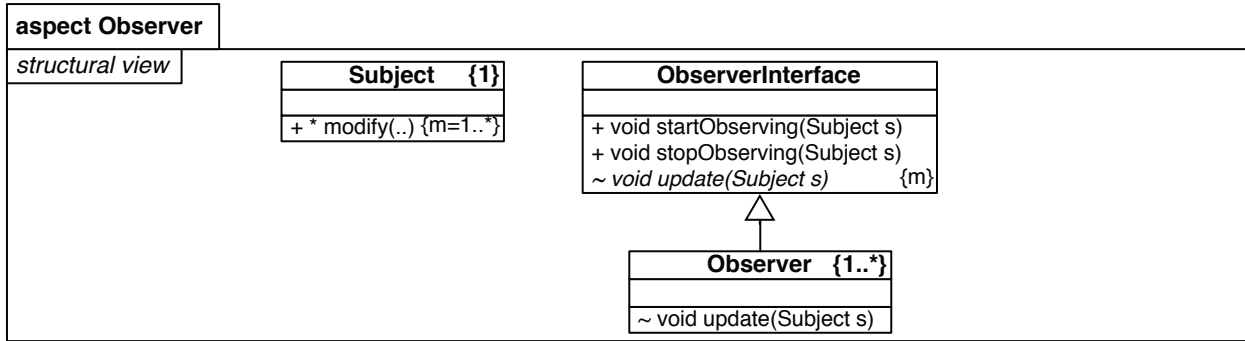 aspect Observer
structural view
Subject {1}
+ * modify(..) {m=1..*}
ObserverInterface
+ void startObserving(Subject s)
+ void stopObserving(Subject s)
~ void update(Subject s) {m}
Observer {1..*}
~ void update(Subject s)